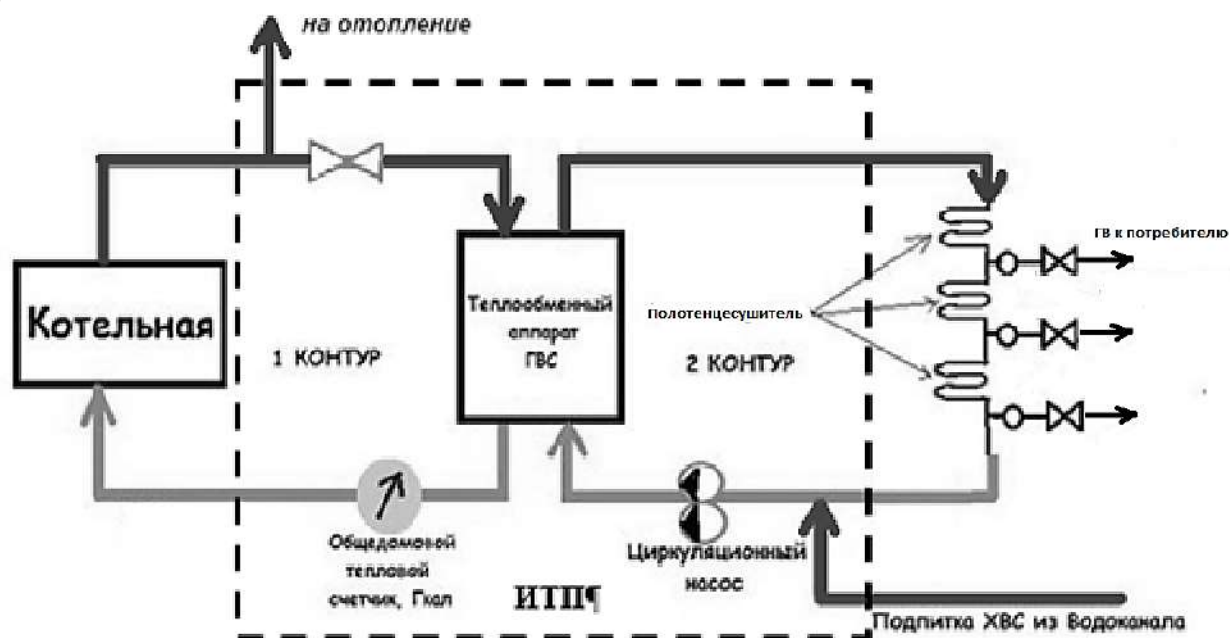 на отопление
ГВ к потребителю
Котельная
Теплообменный
аппарат
ГВС
Полотенцесушитель
1 КОНТУР
2 КОНТУР
Общедомовой
тепловой
счетчик, Гкал
ИТП¶
Циркуляционный
насос
Подпитка ХВС из Водоканала